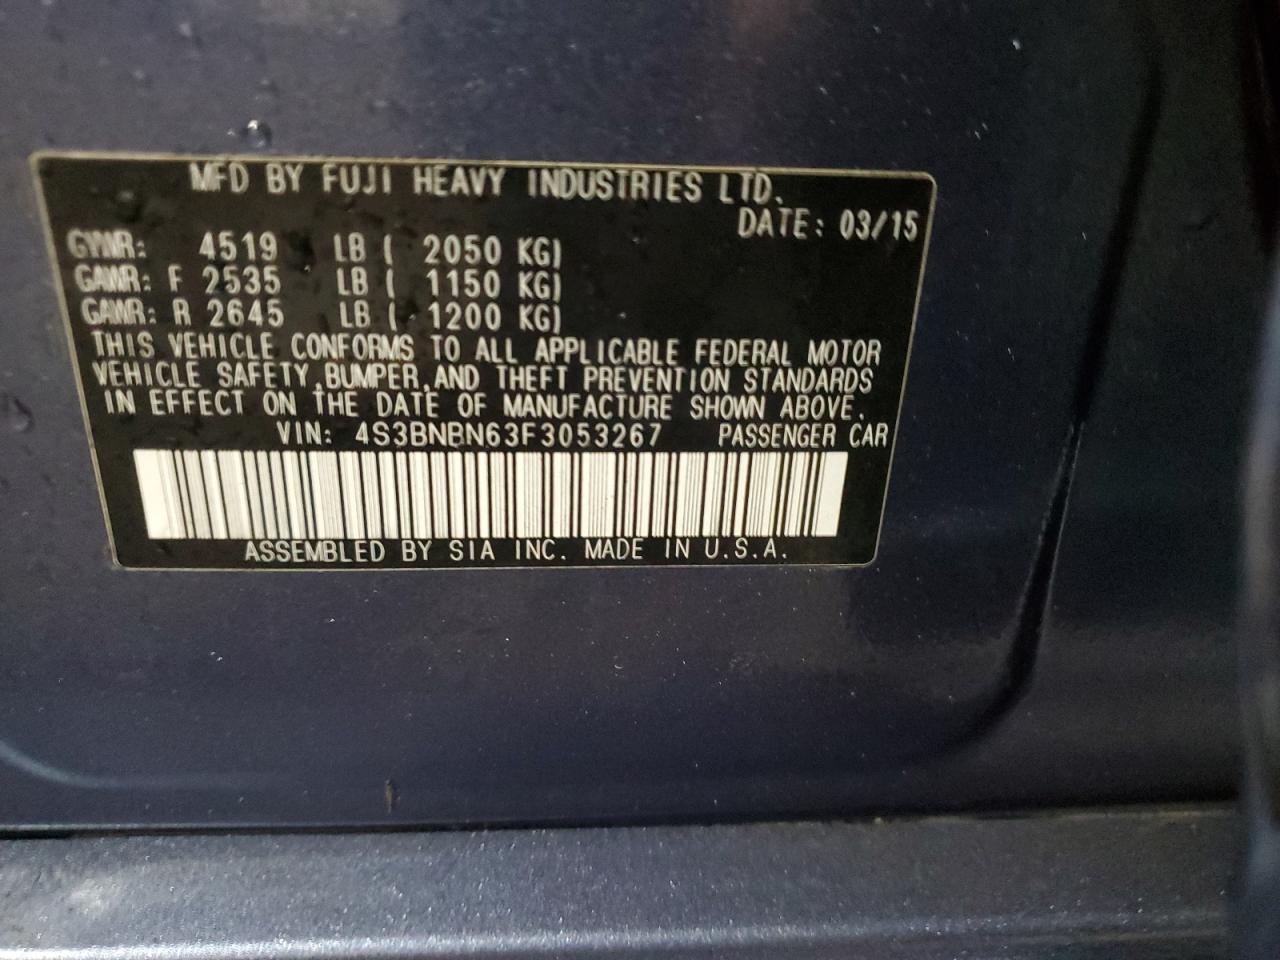 MFD BY FUJI HEAVY INDUSTRIES LTD.
DATE: 03/15
GVWR: 4519 LB ( 2050 KG)
GAWR: F 2535 LB ( 1150 KG)
GAWR: R 2645 LB ( 1200 KG)
THIS VEHICLE CONFORMS TO ALL APPLICABLE FEDERAL MOTOR
VEHICLE SAFETY,BUMPER,AND THEFT PREVENTION STANDARDS
IN EFFECT ON THE DATE OF MANUFACTURE SHOWN ABOVE.
VIN: 4S3BNBN63F3053267 PASSENGER CAR
ASSEMBLED BY SIA INC. MADE IN U.S.A.